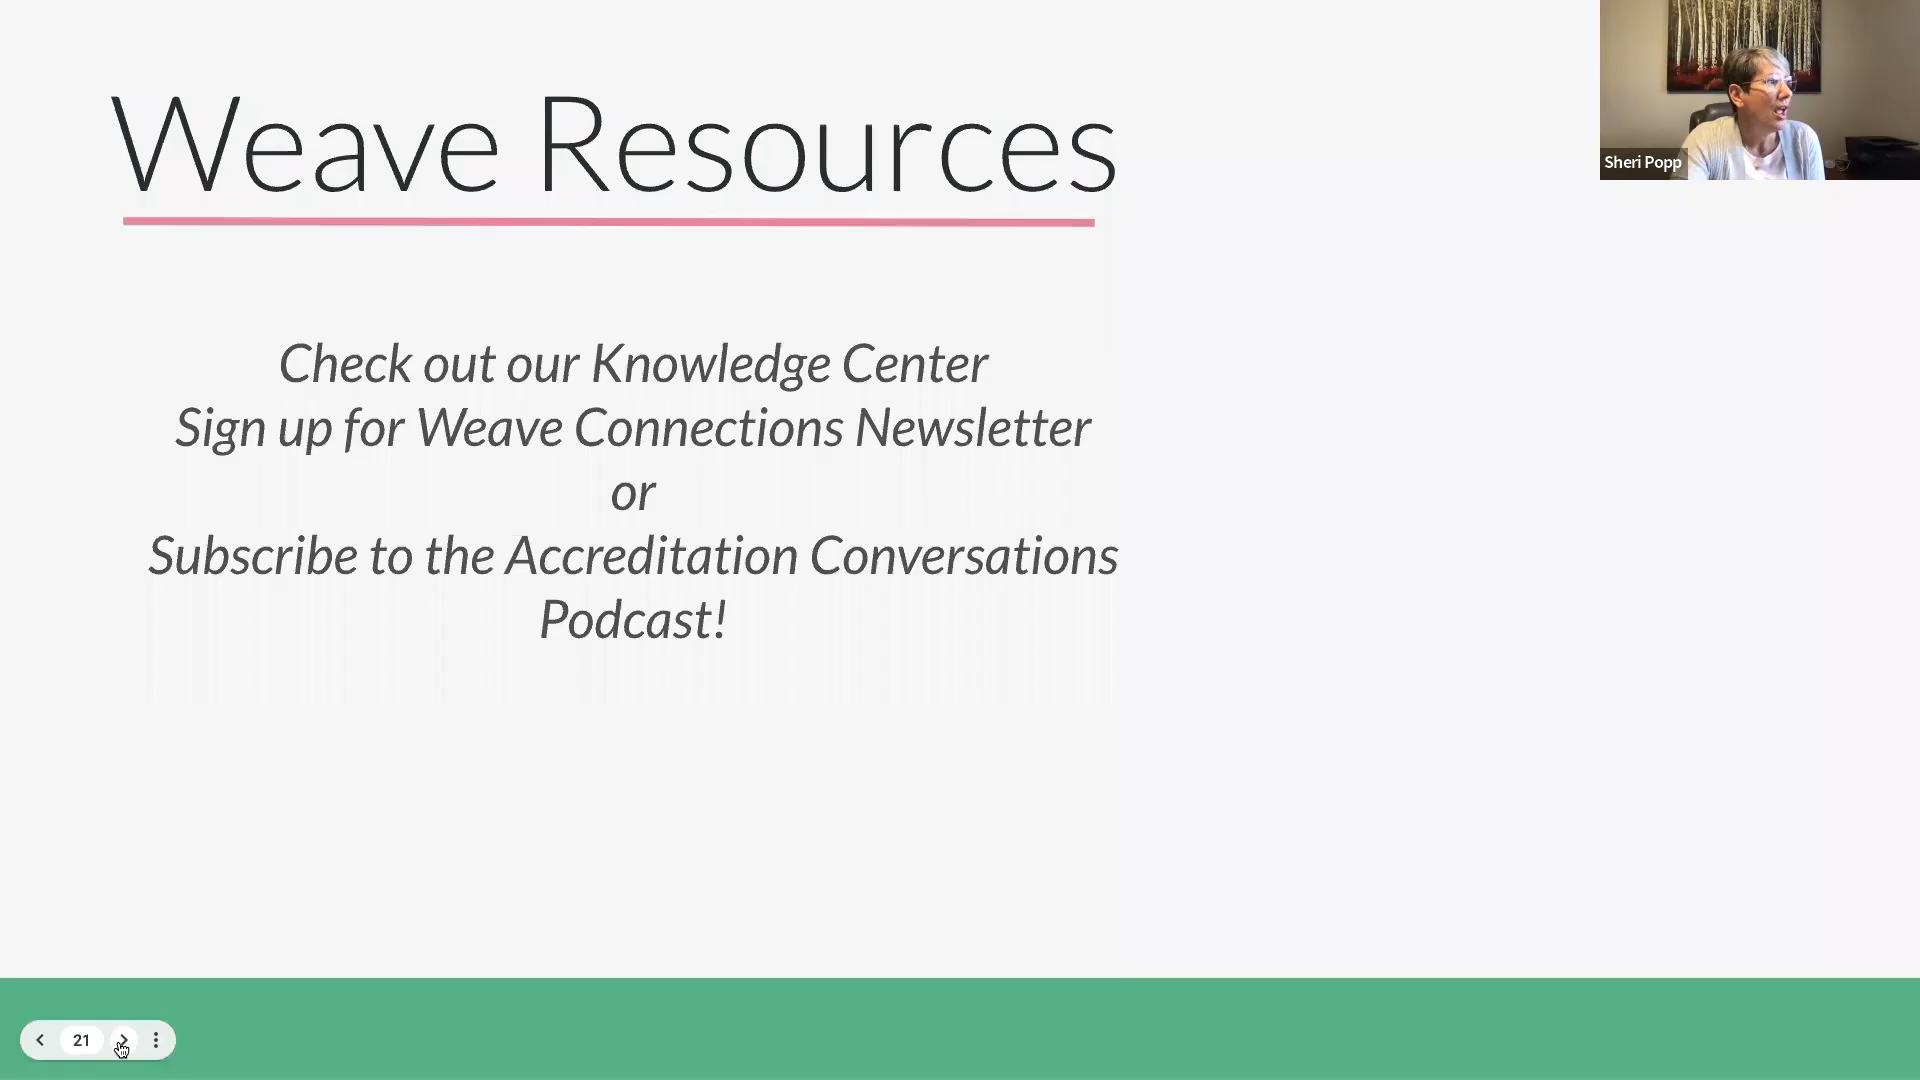 Weave Resources
Sheri Popp
Check out our Knowledge Center
Sign up for Weave Connections Newsletter
or
Subscribe to the Accreditation Conversations
Podcast!
21